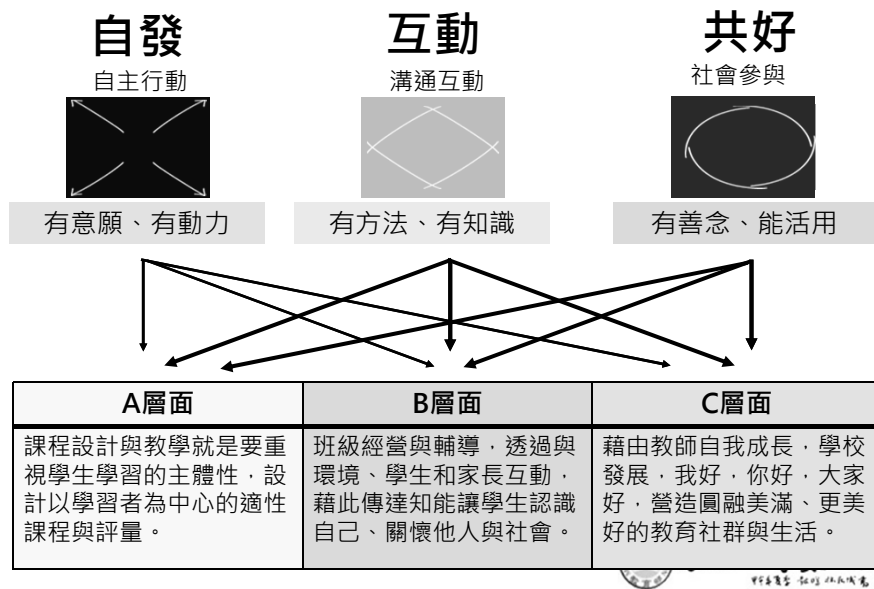 自發
互動
共好
自主行動
溝通互動
社會參與
有意願、有動力
有方法、有知識
有善念、能活用
A層面
B層面
C層面
課程設計與教學就是要重
視學生學習的主體性，設
計以學習者為中心的適性
課程與評量。
班級經營與輔導，透過與
環境、學生和家長互動，
藉此傳達知能讓學生認識
自己、關懷他人與社會。
藉由教師自我成長，學校
發展，我好，你好，大家
好，營造圓融美滿、更美
好的教育社群與生活。